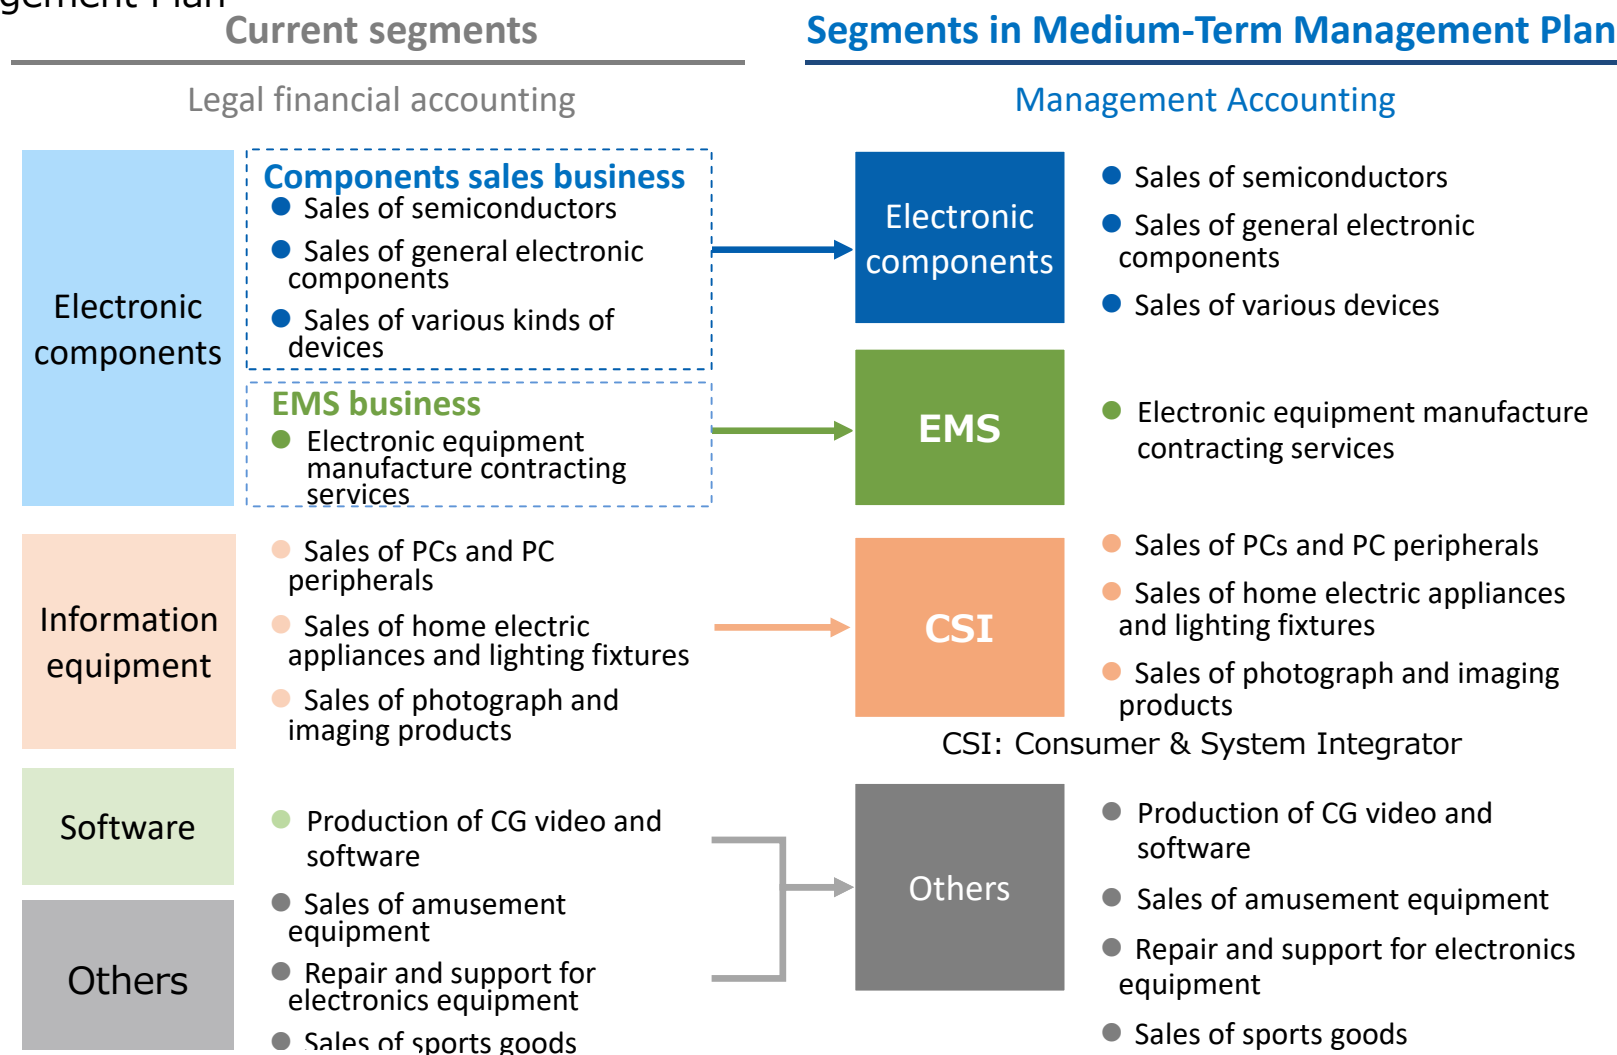 gement Plan
Current segments
Legal financial accounting
Electronic
components
Components sales business
Sales of semiconductors
Sales of general electronic
components
Sales of various kinds of
devices
EMS business
Electronic equipment
manufacture contracting
services
Information
equipment
Sales of PCs and PC
peripherals
Sales of home electric
appliances and lighting fixtures
Sales of photograph and
imaging products
Software
Production of CG video and
software
Others
Sales of amusement
equipment
Repair and support for
electronics equipment
Sales of sports goods
Segments in Medium-Term Management Plan
Management Accounting
Electronic
components
Sales of semiconductors
Sales of general electronic
components
Sales of various devices
EMS
Electronic equipment manufacture
contracting services
CSI
Sales of PCs and PC peripherals
Sales of home electric appliances
and lighting fixtures
Sales of photograph and imaging
products
CSI: Consumer & System Integrator
Others
Production of CG video and
software
Sales of amusement equipment
Repair and support for electronics
equipment
Sales of sports goods